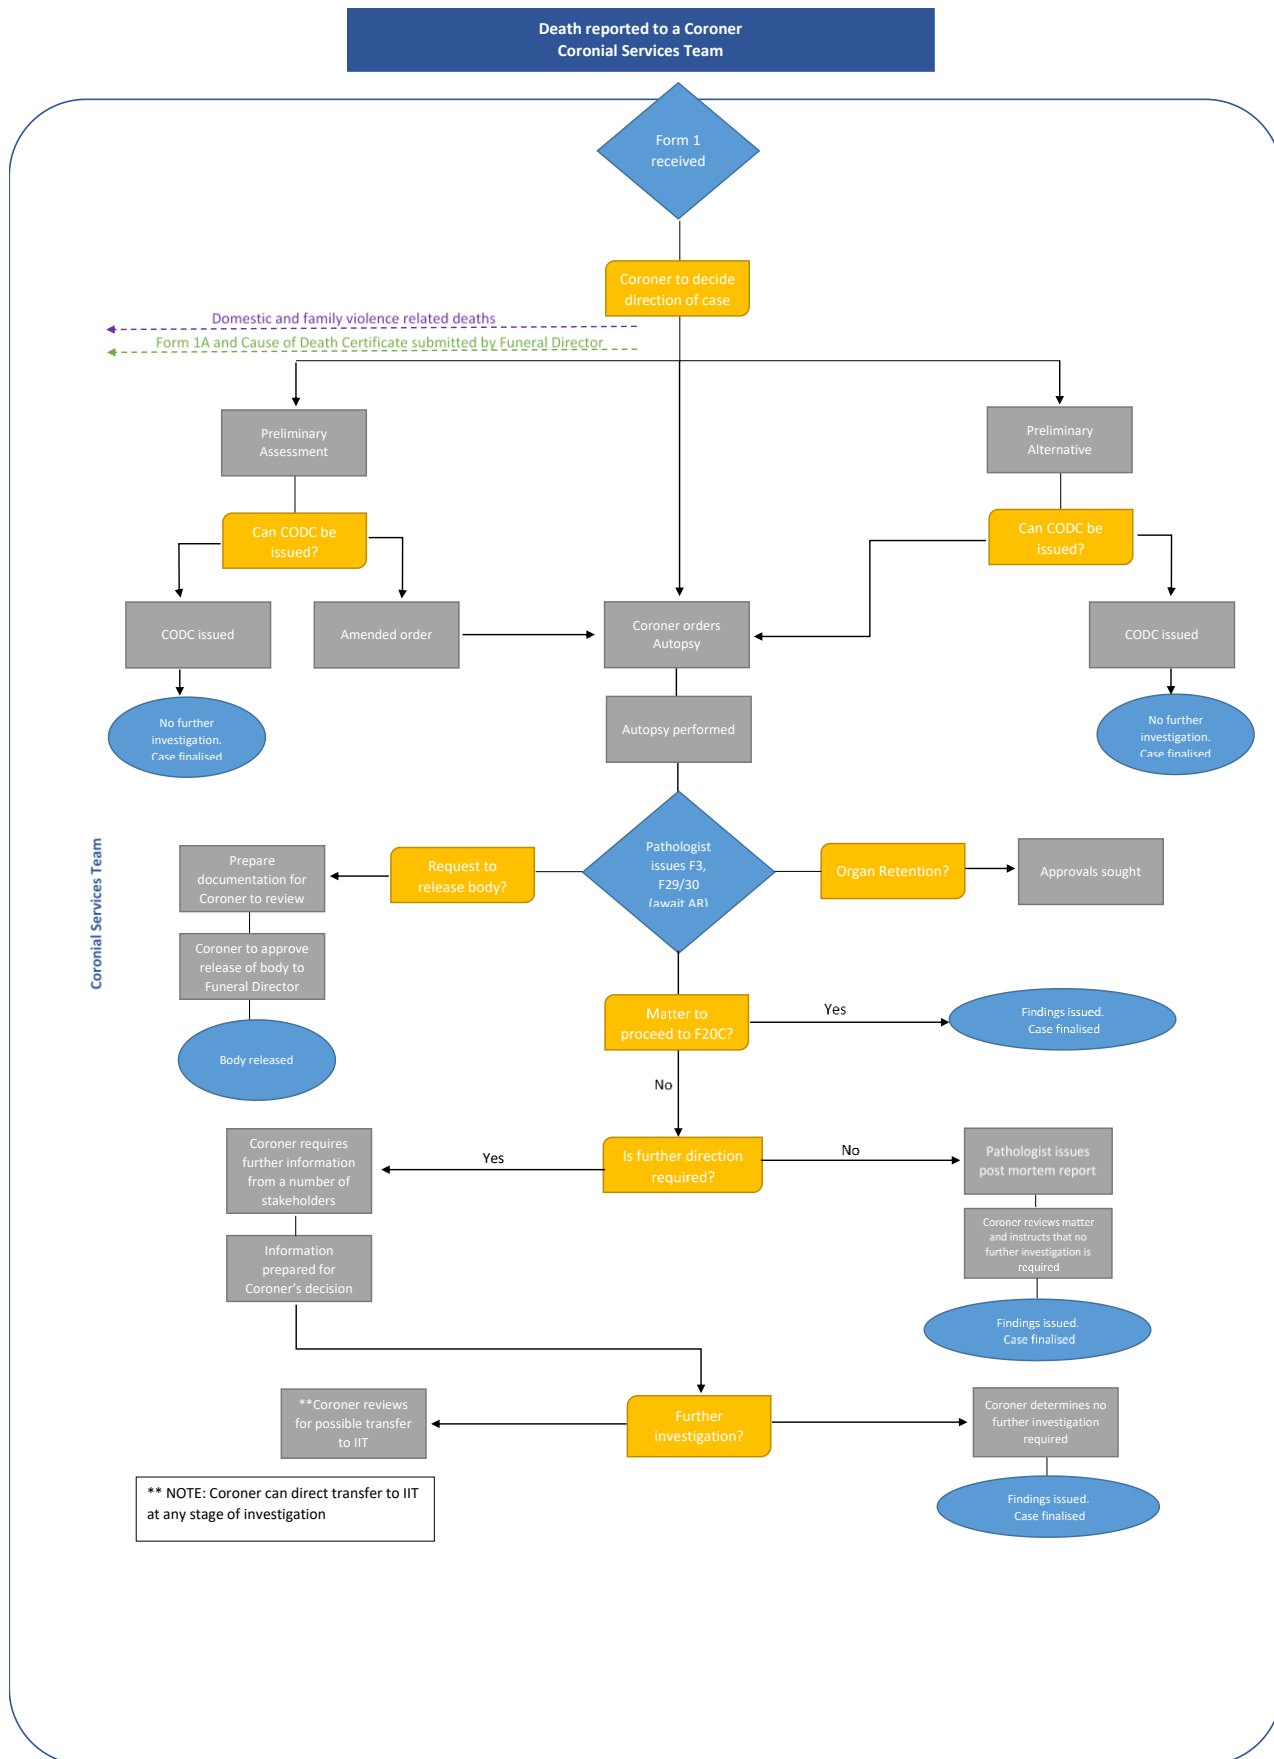 Death reported to a Coroner
Coronial Services Team
Form 1
received
Coroner to decide
direction of case
Domestic and family violence related deaths
Form 1A and Cause of Death Certificate submitted by Funeral Director
Preliminary
Assessment
Preliminary
Alternative
Can CODC be
issued?
Can CODC be
issued?
CODC issued
Amended order
Coroner orders
Autopsy
CODC issued
No further
investigation.
Case finalised
Autopsy performed
No further
investigation.
Case finalised
Coronial Services Team
Prepare
documentation for
Coroner to review
Request to
release body?
Pathologist
issues F3,
F29/30
(await AR)
Organ Retention?
Approvals sought
Coroner to approve
release of body to
Funeral Director
Body released
Matter to
proceed to F20C?
Yes
Findings issued.
Case finalised
No
Coroner requires
further information
from a number of
stakeholders
Yes
Is further direction
required?
No
Pathologist issues
post mortem report
Coroner reviews matter
and instructs that no
further investigation is
required
Information
prepared for
Coroner's decision
Findings issued.
Case finalised
**Coroner reviews
for possible transfer
to IIT
Further
investigation?
Coroner determines no
further investigation
required
** NOTE: Coroner can direct transfer to IIT
at any stage of investigation
Findings issued.
Case finalised